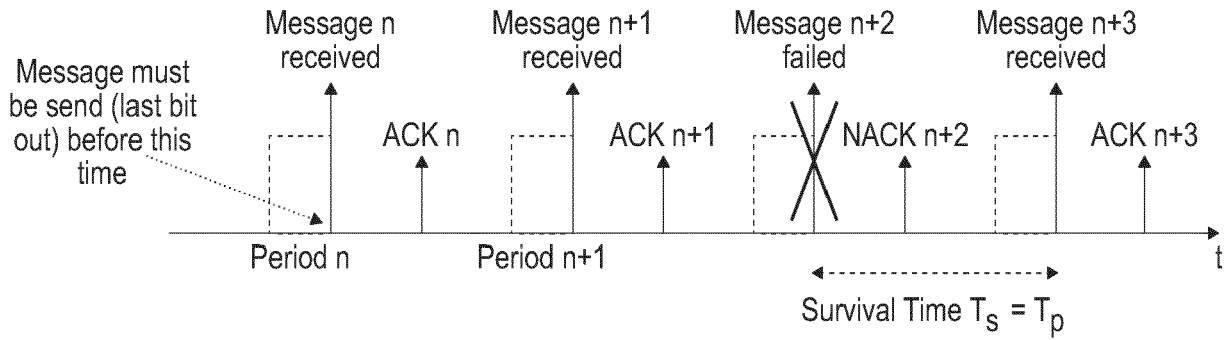 Message n
received
Message n+1
received
Message n+2
failed
Message n+3
received
Message must
be send (last bit
out) before this
time
ACK n
ACK n+1
NACK n+2
ACK n+3
Period n
Period n+1
t
Survival Time Ts = Tp